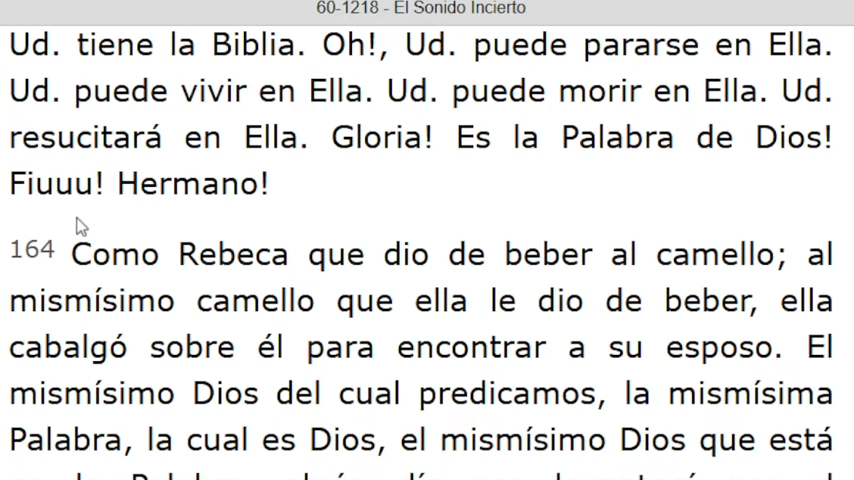 60-1218 - El Sonido Incierto
Ud. tiene la Biblia. Oh!, Ud. puede pararse en Ella.
Ud. puede vivir en Ella. Ud. puede morir en Ella. Ud.
resucitará en Ella. Gloria! Es la Palabra de Dios!
Fiuuu! Hermano!
164 Como Rebeca que dio de beber al camello; al
mismísimo camello que ella le dio de beber, ella
cabalgó sobre él para encontrar a su esposo. El
mismísimo Dios del cual predicamos, la mismísima
Palabra, la cual es Dios, el mismísimo Dios que está